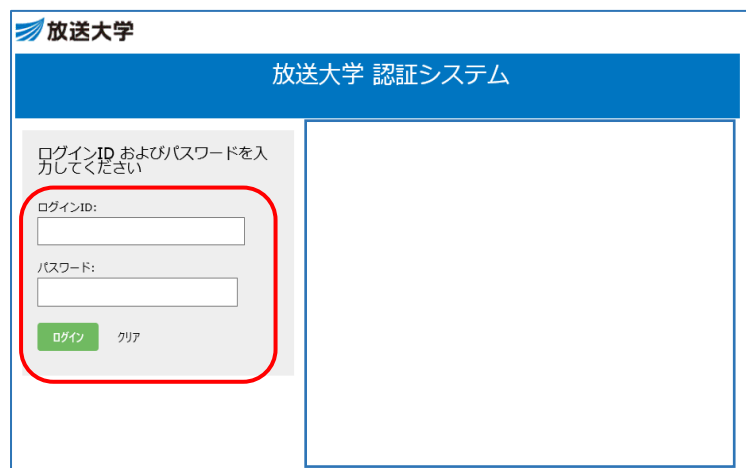 放送大学
放送大学 認証システム
ログインID およびパスワードを入
力してください
ログインID:
パスワード:
ログイン クリア